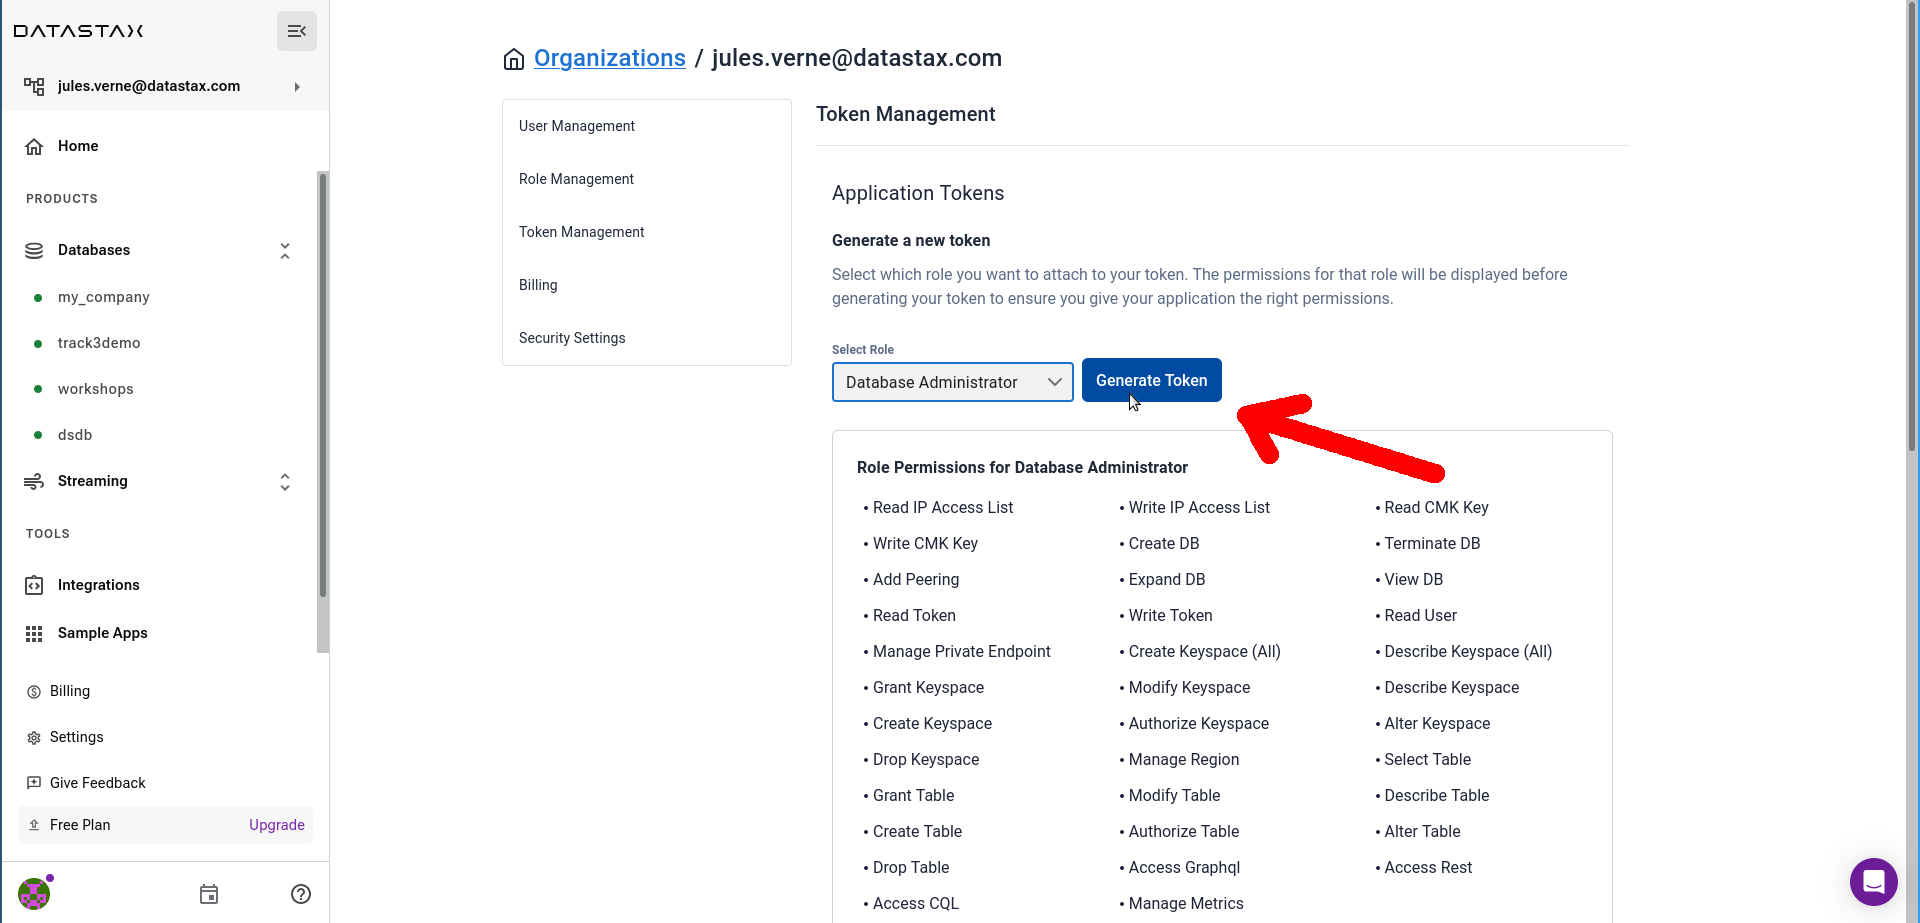 DATASTAX
jules.verne@datastax.com
Home
PRODUCTS
Databases
my_company
track3demo
workshops
dsdb
Streaming
TOOLS
Integrations
Sample Apps
Billing
Settings
Give Feedback
Free Plan Upgrade
Organizations / jules.verne@datastax.com
User Management
Role Management
Token Management
Billing
Security Settings
Token Management
Application Tokens
Generate a new token
Select which role you want to attach to your token. The permissions for that role will be displayed before
generating your token to ensure you give your application the right permissions.
Select Role
Database Administrator Generate Token
Role Permissions for Database Administrator
• Read IP Access List • Write IP Access List • Read CMK Key
• Write CMK Key • Create DB • Terminate DB
• Add Peering • Expand DB • View DB
• Read Token • Write Token • Read User
• Manage Private Endpoint • Create Keyspace (All) • Describe Keyspace (All)
• Grant Keyspace • Modify Keyspace • Describe Keyspace
• Create Keyspace • Authorize Keyspace • Alter Keyspace
• Drop Keyspace • Manage Region • Select Table
• Grant Table • Modify Table • Describe Table
• Create Table • Authorize Table • Alter Table
• Drop Table • Access Graphql • Access Rest
• Access CQL • Manage Metrics